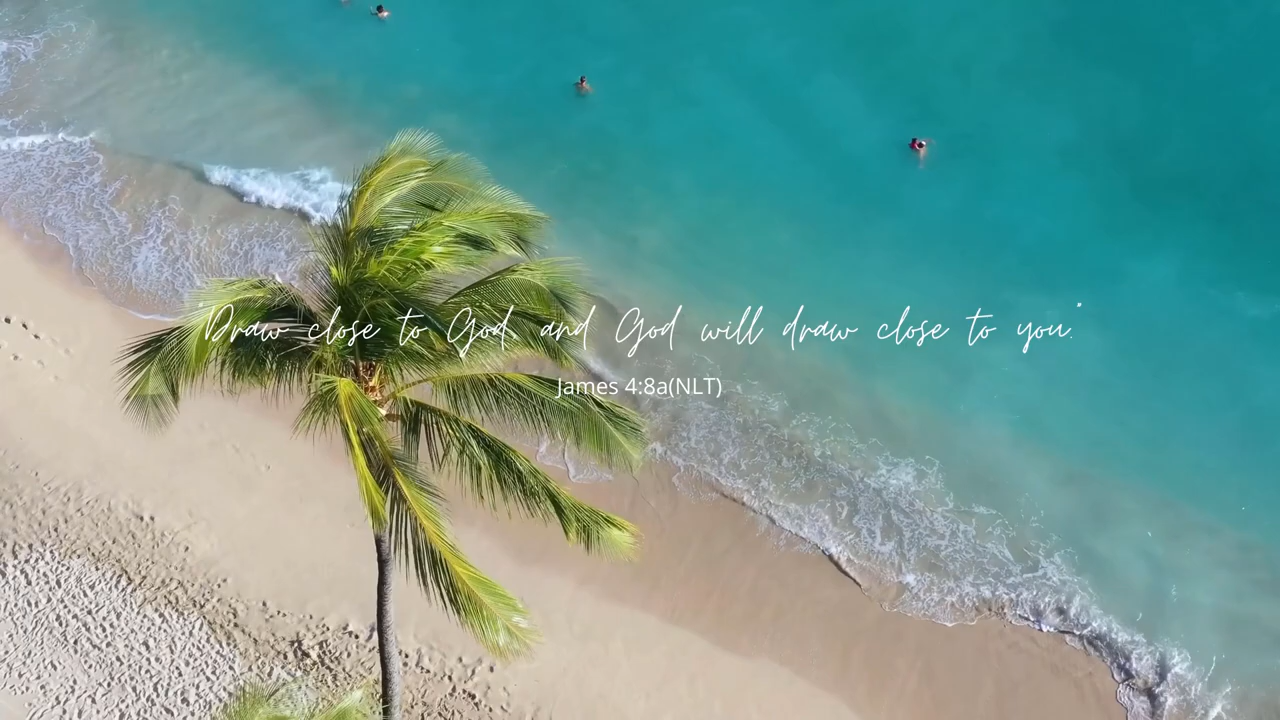 "Draw close to God, and God will draw close to you."
James 4:8a(NLT)